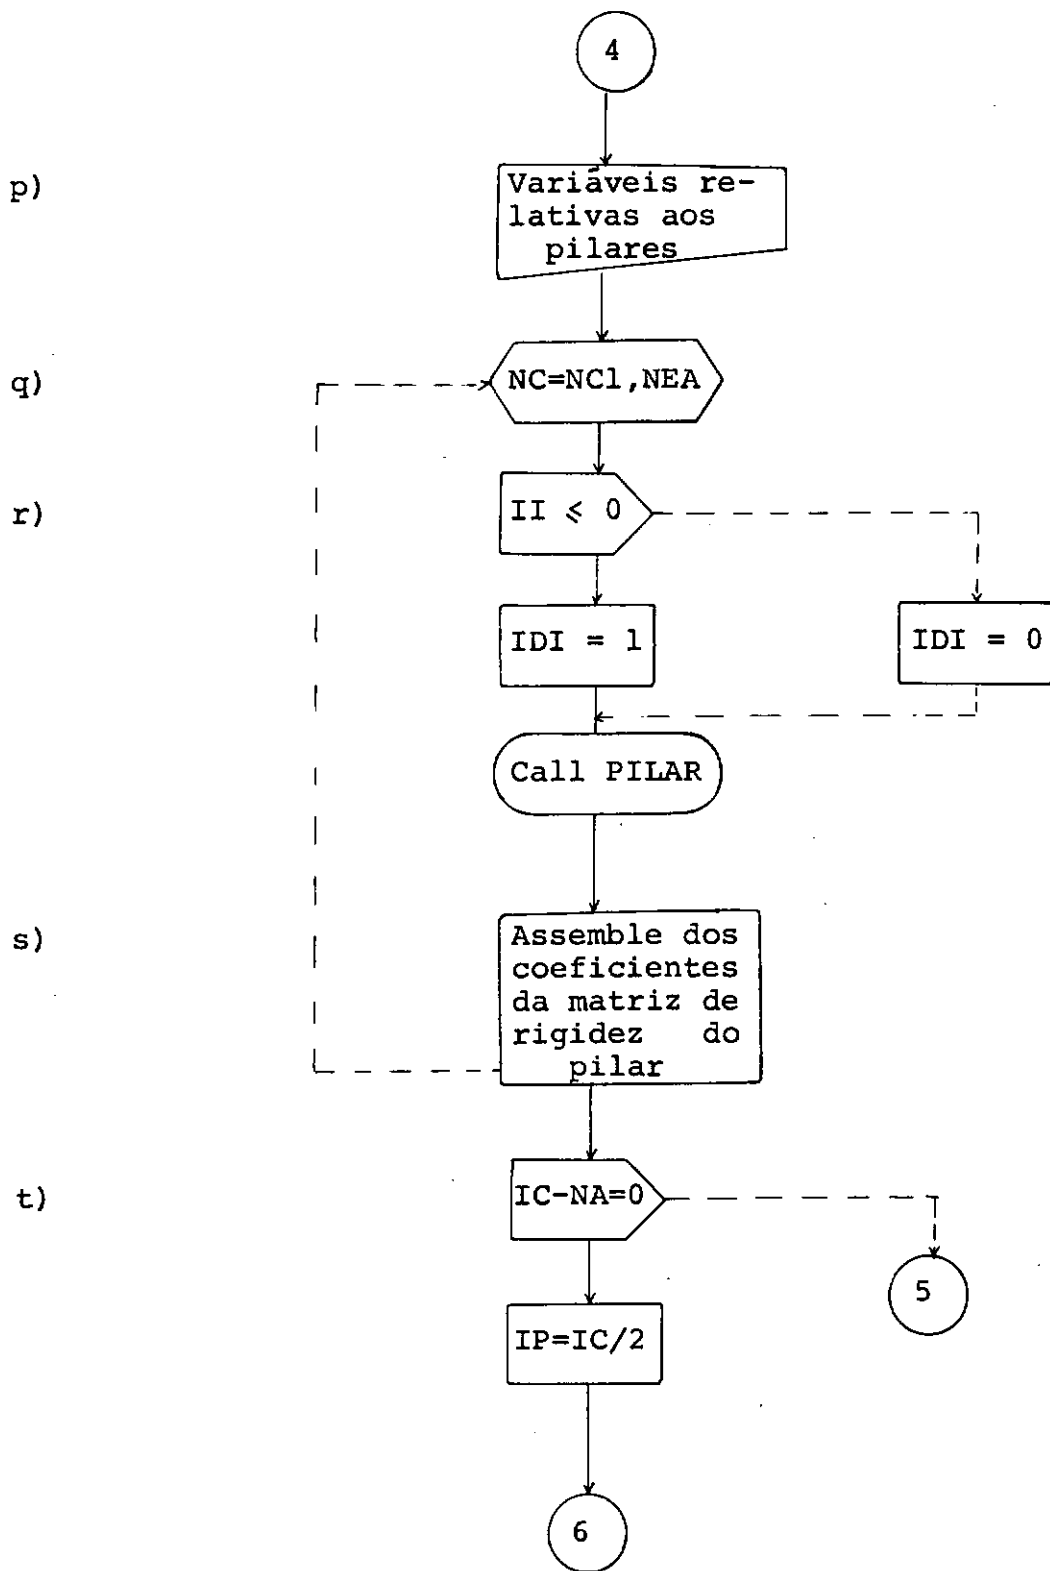 4
p)
Variáveis re-
lativas aos
pilares
q)
NC=NC1,NEA
r)
II ⩽ 0
IDI = 1
IDI = 0
Call PILAR
s)
Assemble dos
coeficientes
da matriz de
rigidez do
pilar
t)
IC-NA=0
5
IP=IC/2
6